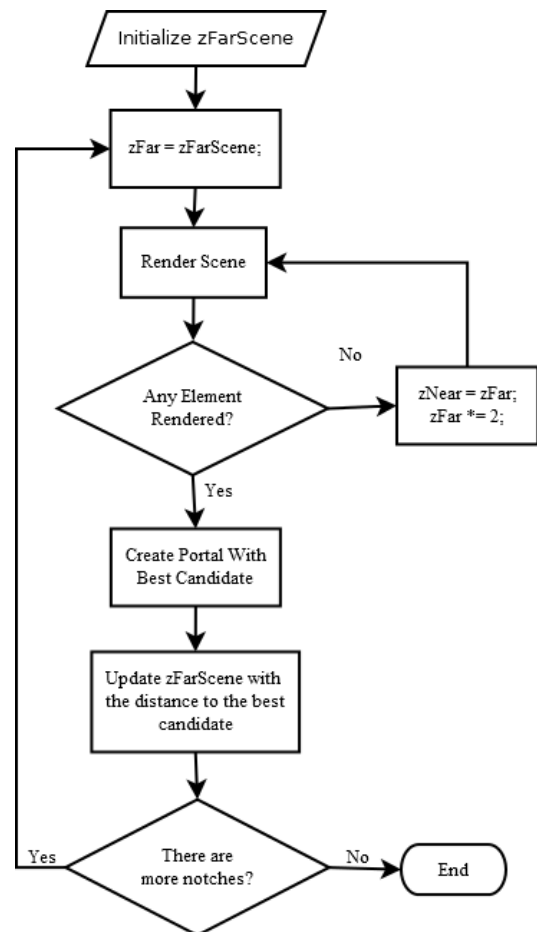 Initialize zFarScene
zFar = zFarScene;
Render Scene
Any Element
Rendered?
No
zNear = zFar;
zFar *= 2;
Yes
Create Portal With
Best Candidate
Update zFarScene with
the distance to the best
candidate
There are
more notches?
Yes
No
End